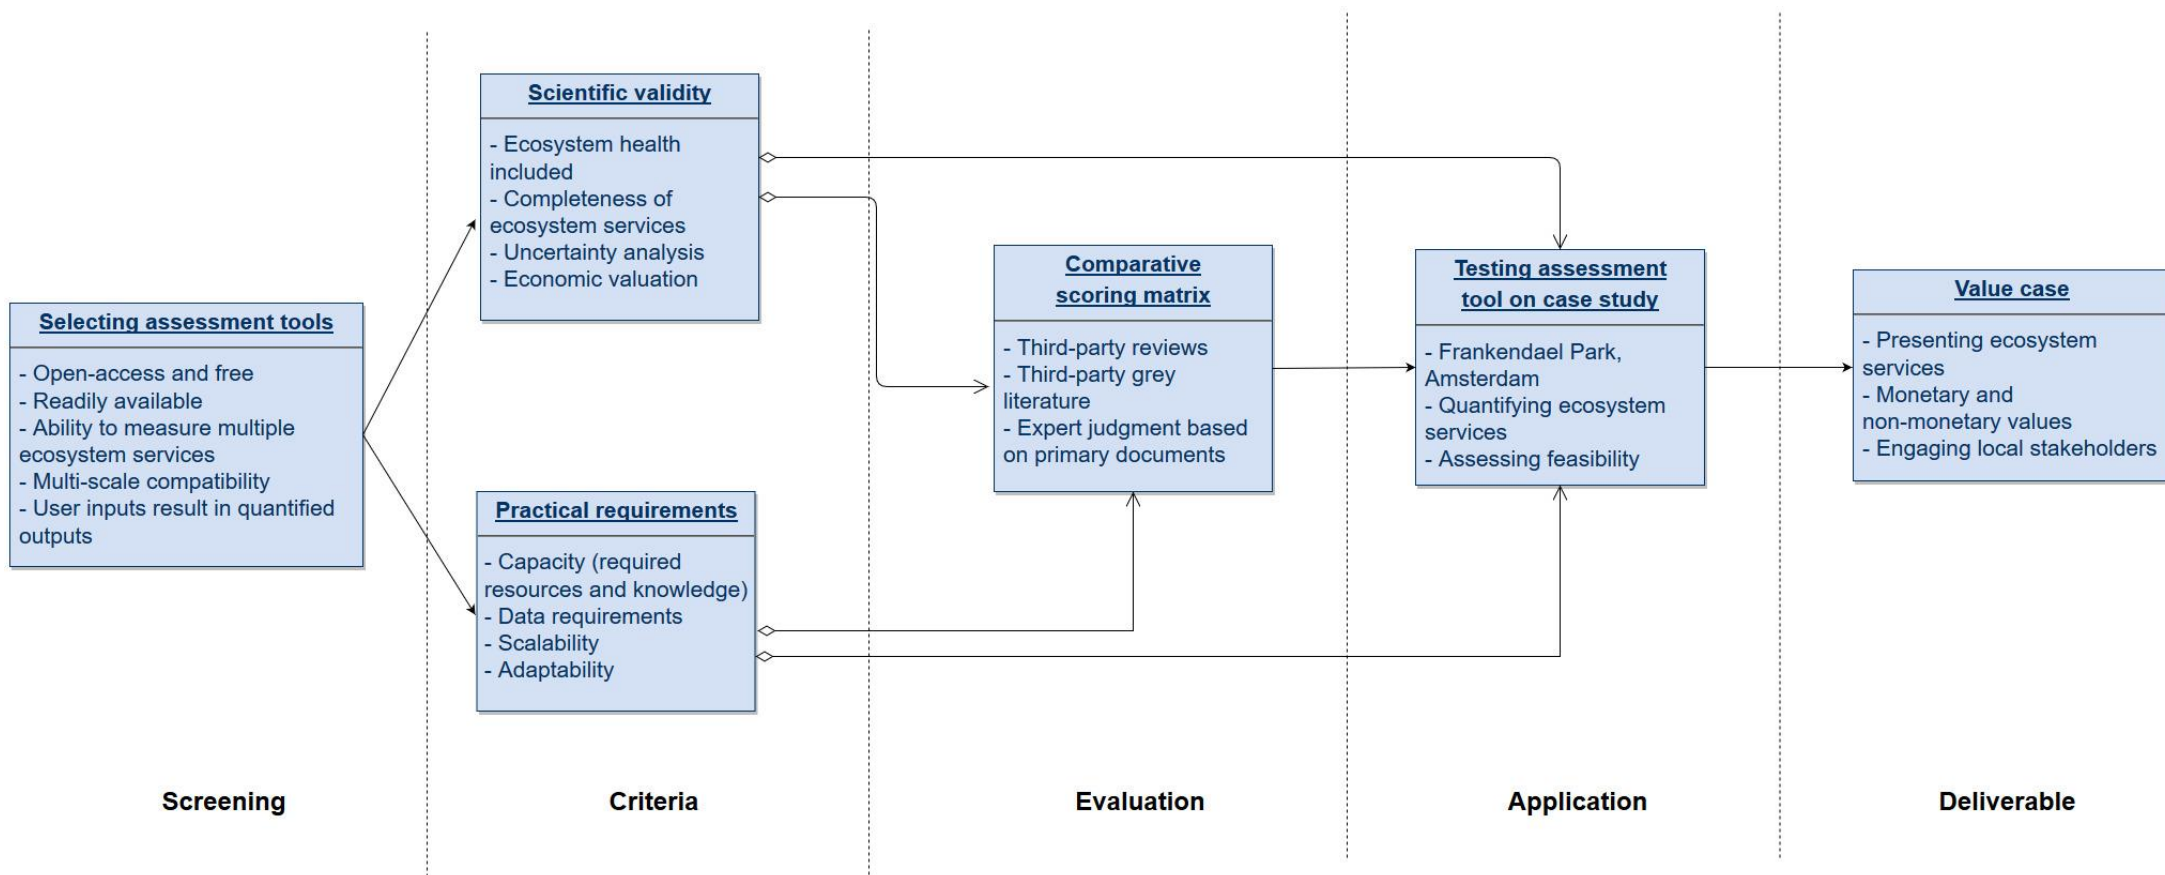 Selecting assessment tools
- Open-access and free
- Readily available
- Ability to measure multiple
ecosystem services
- Multi-scale compatibility
- User inputs result in quantified
outputs
Scientific validity
- Ecosystem health
included
- Completeness of
ecosystem services
- Uncertainty analysis
- Economic valuation
Practical requirements
- Capacity (required
resources and knowledge)
- Data requirements
- Scalability
- Adaptability
Comparative
scoring matrix
- Third-party reviews
- Third-party grey
literature
- Expert judgment based
on primary documents
Testing assessment
tool on case study
- Frankendael Park,
Amsterdam
- Quantifying ecosystem
services
- Assessing feasibility
Value case
- Presenting ecosystem
services
- Monetary and
non-monetary values
- Engaging local stakeholders
Screening
Criteria
Evaluation
Application
Deliverable